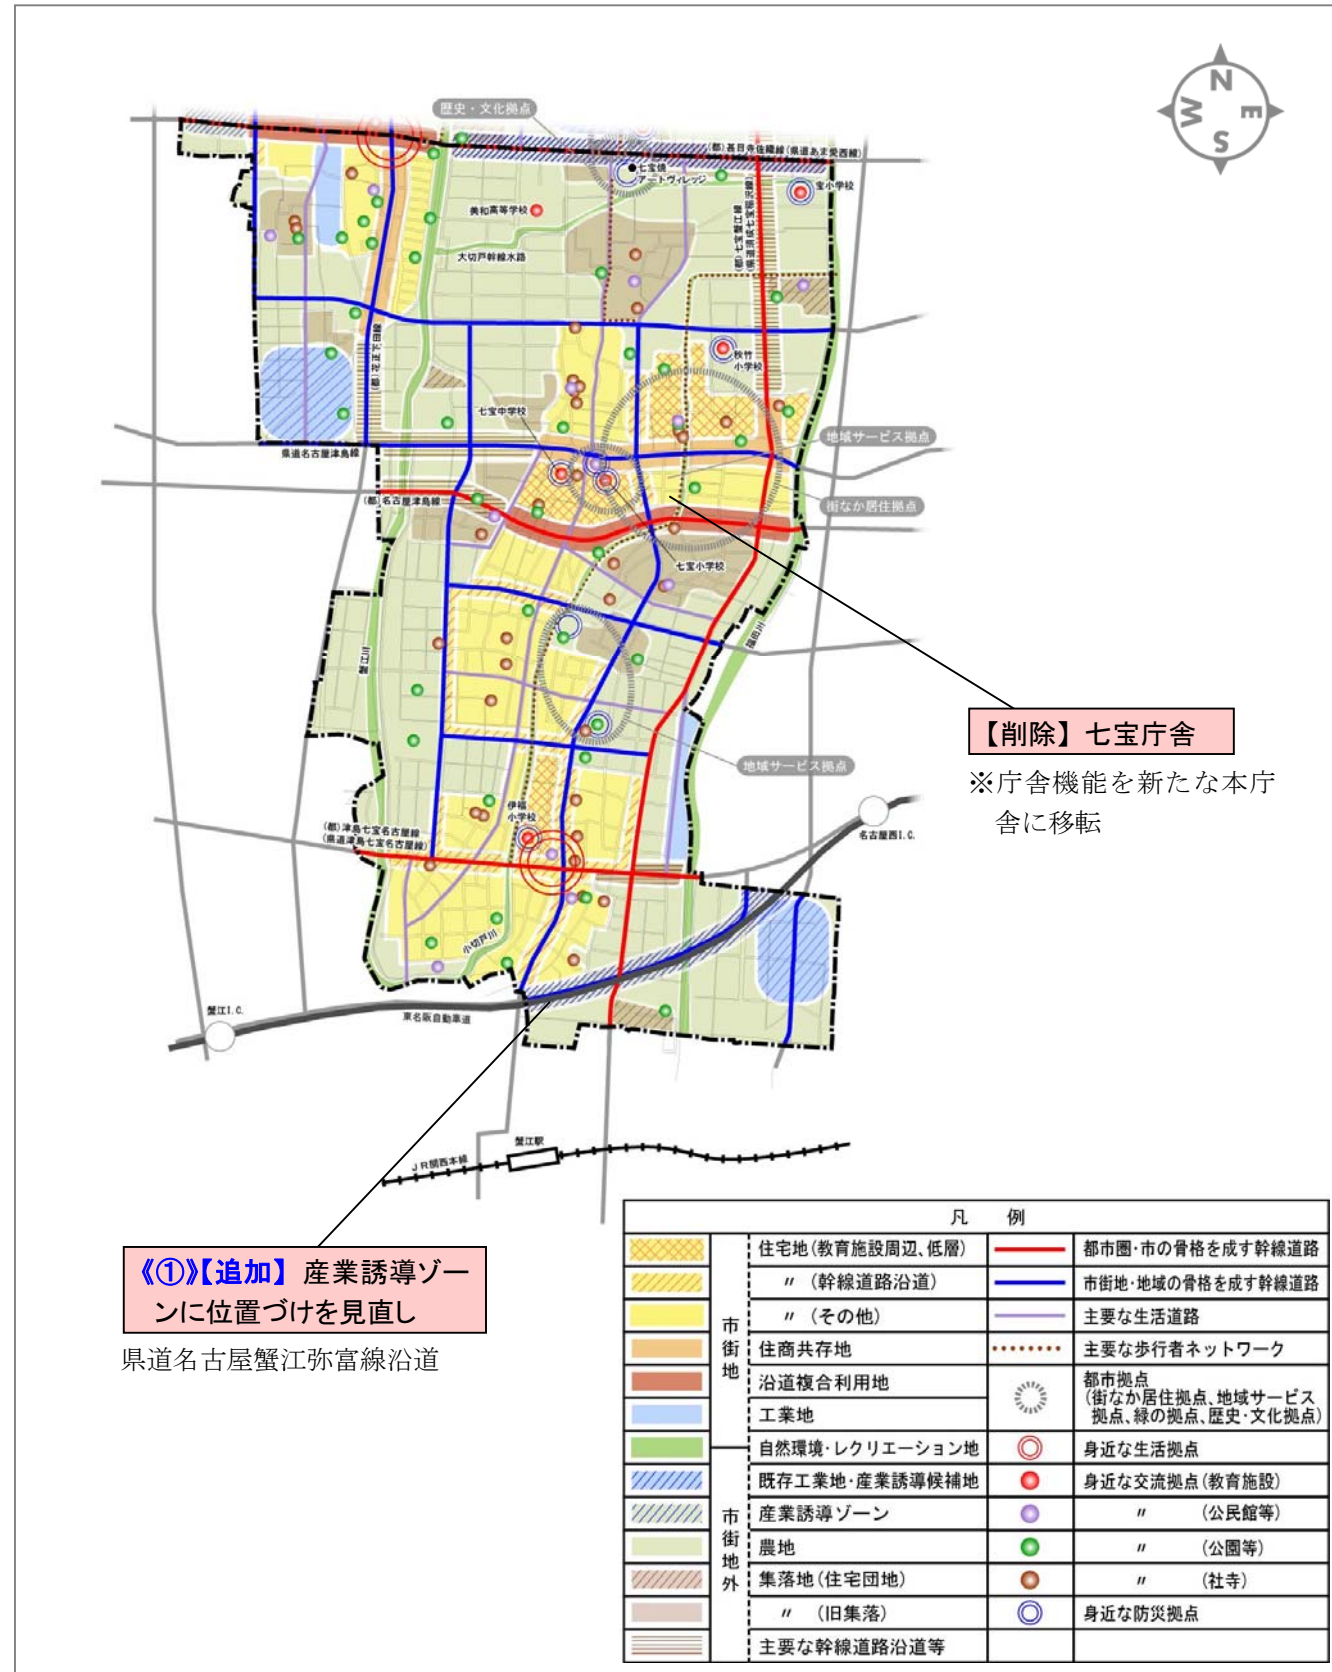 N
E
S
W
歴史・文化拠点
(都)甚目寺佐織線(県道あま愛西線)
七宝焼
アートヴィレッジ
宝小学校
美和高等学校
(都)七宝蟹江線
(県道須成七宝稲沢線)
大切戸幹線水路
(都)花正下田線
秋竹
小学校
七宝中学校
地域サービス拠点
県道名古屋津島線
(都)名古屋津島線
街なか居住拠点
七宝小学校
福田川
蟹江川
【削除】七宝庁舎
※庁舎機能を新たな本庁
舎に移転
地域サービス拠点
伊福
小学校
(都)津島七宝名古屋線
(県道津島七宝名古屋線)
名古屋西I.C.
小切戸川
蟹江I.C.
東名阪自動車道
蟹江駅
JR関西本線
《①》【追加】産業誘導ゾー
ンに位置づけを見直し
県道名古屋蟹江弥富線沿道
凡 例
市街地
住宅地(教育施設周辺、低層)
都市圏・市の骨格を成す幹線道路
〃 (幹線道路沿道)
市街地・地域の骨格を成す幹線道路
〃 (その他)
主要な生活道路
住商共存地
主要な歩行者ネットワーク
沿道複合利用地
都市拠点
(街なか居住拠点、地域サービス
拠点、緑の拠点、歴史・文化拠点)
工業地
自然環境・レクリエーション地
身近な生活拠点
市街地外
既存工業地・産業誘導候補地
身近な交流拠点(教育施設)
産業誘導ゾーン
〃 (公民館等)
農地
〃 (公園等)
集落地(住宅団地)
〃 (社寺)
〃 (旧集落)
身近な防災拠点
主要な幹線道路沿道等